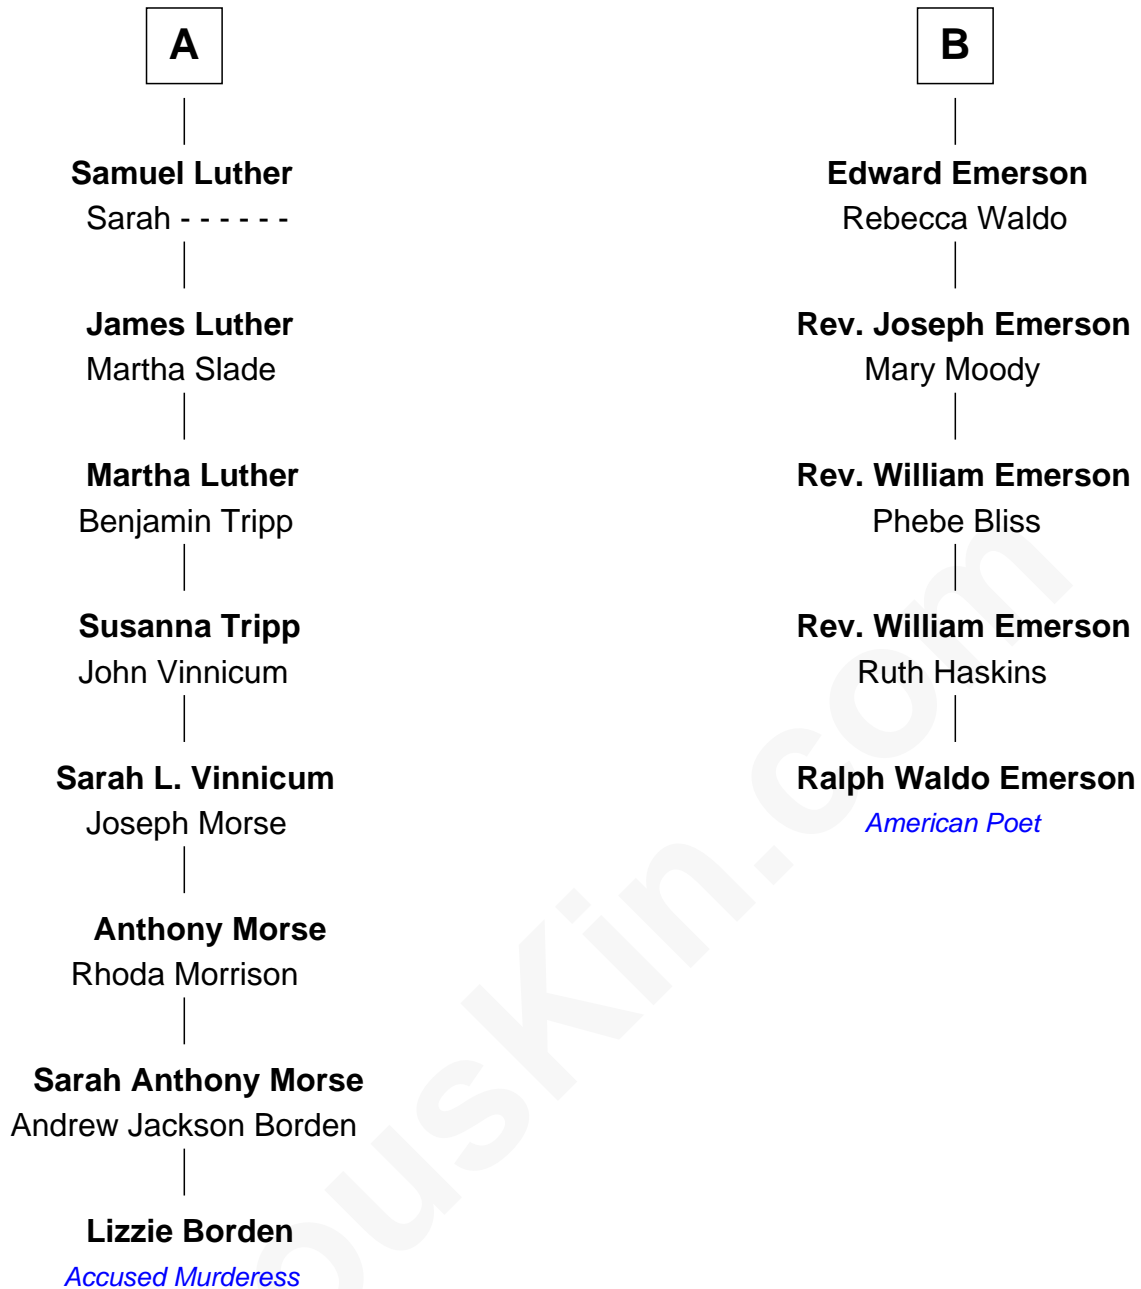 A
Samuel Luther
Sarah - - - - - -
James Luther
Martha Slade
Martha Luther
Benjamin Tripp
Susanna Tripp
John Vinnicum
Sarah L. Vinnicum
Joseph Morse
Anthony Morse
Rhoda Morrison
Sarah Anthony Morse
Andrew Jackson Borden
Lizzie Borden
Accused Murderess
B
Edward Emerson
Rebecca Waldo
Rev. Joseph Emerson
Mary Moody
Rev. William Emerson
Phebe Bliss
Rev. William Emerson
Ruth Haskins
Ralph Waldo Emerson
American Poet
ousKin.com